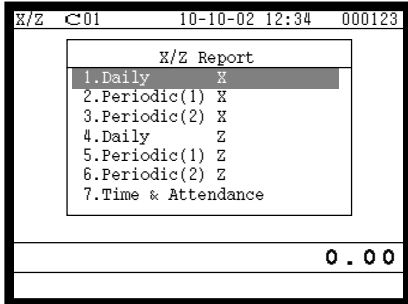 X/Z C01 10-10-02 12:34 000123
X/Z Report
1.Daily X
2.Periodic(1) X
3.Periodic(2) X
4.Daily Z
5.Periodic(1) Z
6.Periodic(2) Z
7.Time & Attendance
0.00